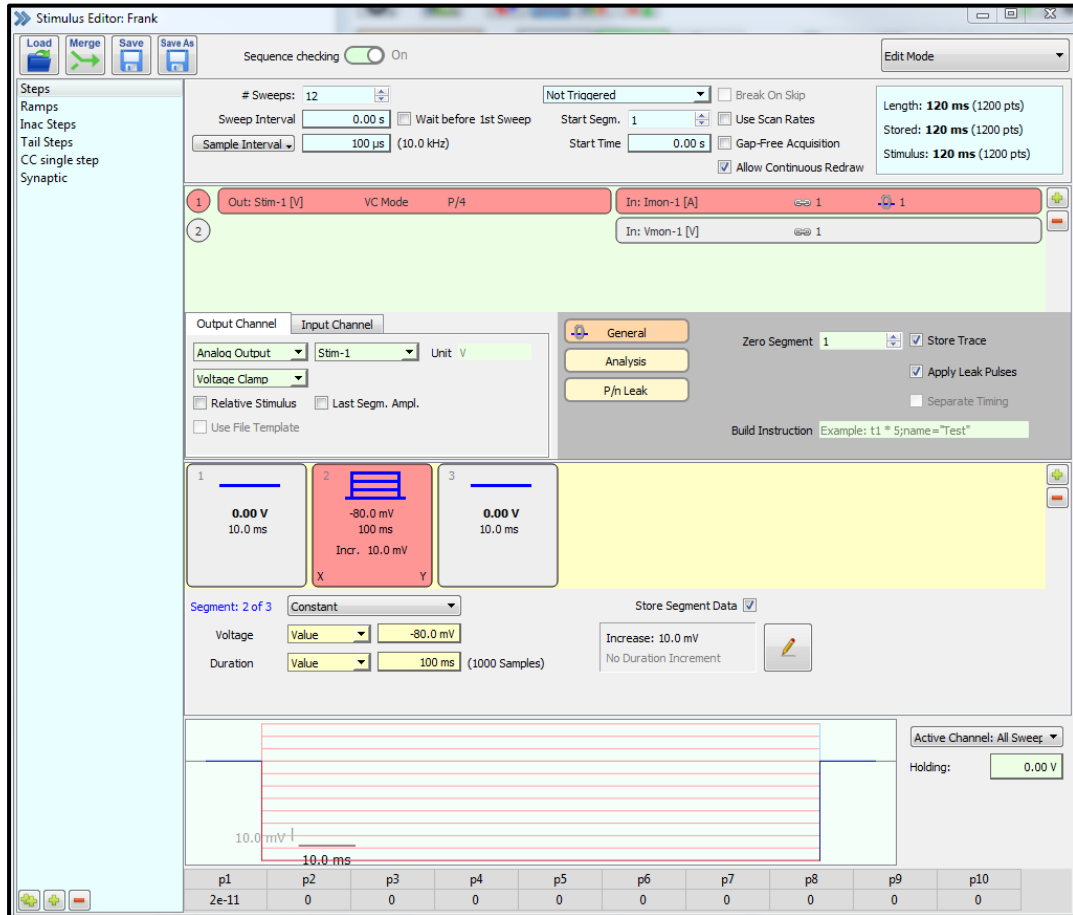 Stimulus Editor: Frank
Load Merge Save Save As Sequence checking On Edit Mode
Steps
Ramps
Inac Steps
Tail Steps
CC single step
Synaptic
# Sweeps: 12 Not Triggered Break On Skip
Sweep Interval 0.00 s Wait before 1st Sweep Start Segm. 1 Use Scan Rates
Sample Interval 100 µs (10.0 kHz) Start Time 0.00 s Gap-Free Acquisition
Allow Continuous Redraw
Length: 120 ms (1200 pts)
Stored: 120 ms (1200 pts)
Stimulus: 120 ms (1200 pts)
1 Out: Stim-1 [V] VC Mode P/4 In: Imon-1 [A] 1 1
2 In: Vmon-1 [V] 1
Output Channel Input Channel
Analog Output Stim-1 Unit V
Voltage Clamp
Relative Stimulus Last Segm. Ampl.
Use File Template
General
Analysis
P/n Leak
Zero Segment 1 Store Trace
Apply Leak Pulses
Separate Timing
Build Instruction Example: t1 * 5;name="Test"
1 2 3
0.00 V -80.0 mV 0.00 V
10.0 ms 100 ms 10.0 ms
Incr. 10.0 mV
X Y
Segment: 2 of 3 Constant Store Segment Data
Voltage Value -80.0 mV Increase: 10.0 mV
Duration Value 100 ms (1000 Samples) No Duration Increment
Active Channel: All Sweep
Holding: 0.00 V
10.0 mV
10.0 ms
p1 p2 p3 p4 p5 p6 p7 p8 p9 p10
2e-11 0 0 0 0 0 0 0 0 0